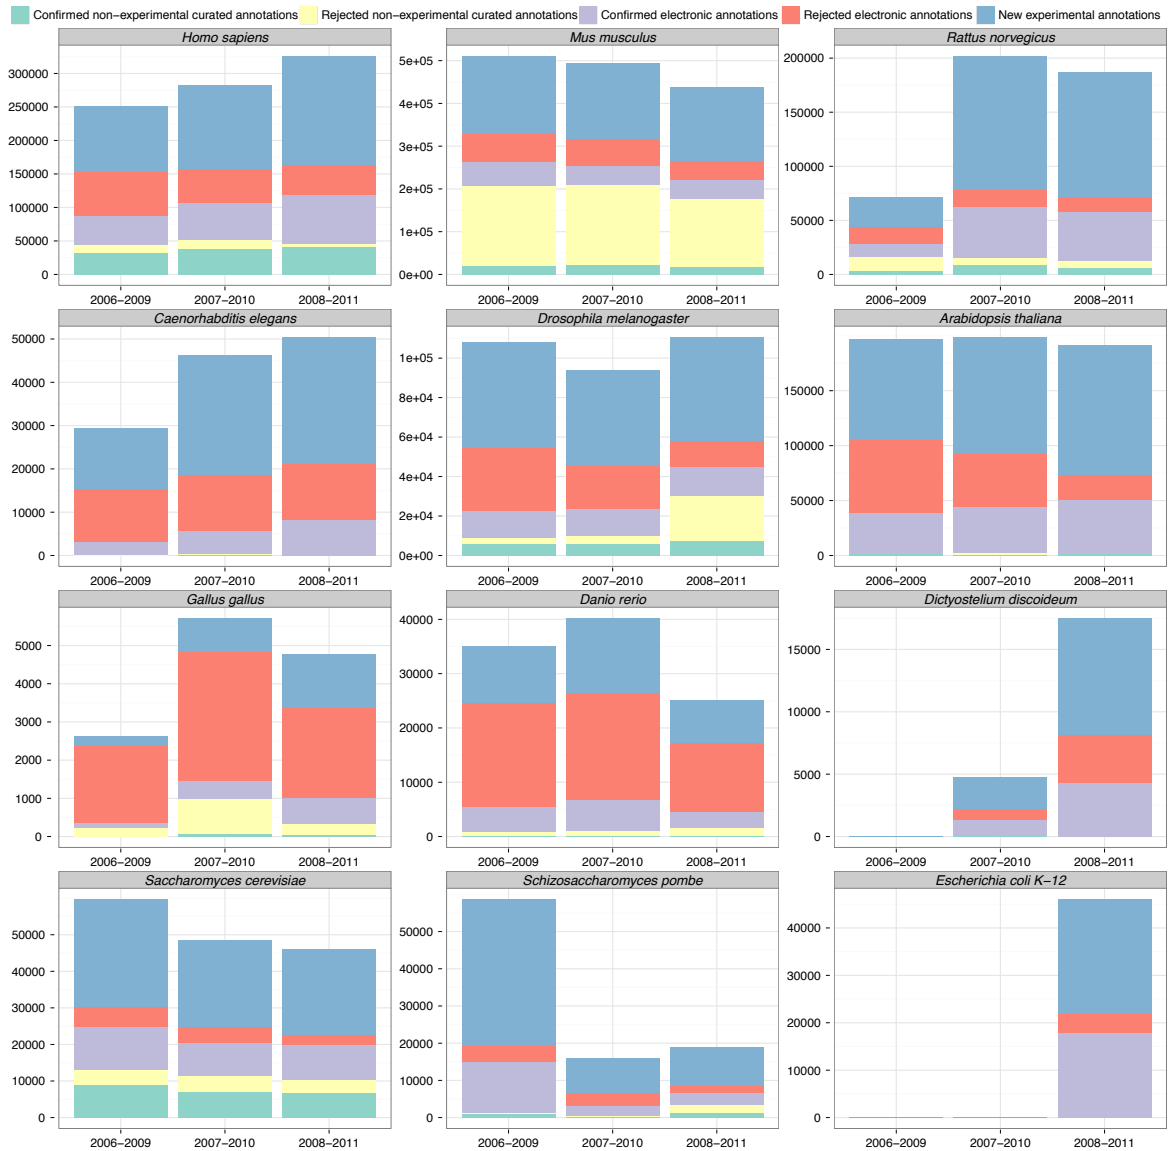 Confirmed non−experimental curated annotations Rejected non−experimental curated annotations Confirmed electronic annotations Rejected electronic annotations New experimental annotations
Homo sapiens
300000
250000
200000
150000
100000
50000
0
2006−2009 2007−2010 2008−2011
Mus musculus
5e+05
4e+05
3e+05
2e+05
1e+05
0e+00
2006−2009 2007−2010 2008−2011
Rattus norvegicus
200000
150000
100000
50000
0
2006−2009 2007−2010 2008−2011
Caenorhabditis elegans
50000
40000
30000
20000
10000
0
2006−2009 2007−2010 2008−2011
Drosophila melanogaster
1e+05
8e+04
6e+04
4e+04
2e+04
0e+00
2006−2009 2007−2010 2008−2011
Arabidopsis thaliana
150000
100000
50000
0
2006−2009 2007−2010 2008−2011
Gallus gallus
5000
4000
3000
2000
1000
0
2006−2009 2007−2010 2008−2011
Danio rerio
40000
30000
20000
10000
0
2006−2009 2007−2010 2008−2011
Dictyostelium discoideum
15000
10000
5000
0
2006−2009 2007−2010 2008−2011
Saccharomyces cerevisiae
50000
40000
30000
20000
10000
0
2006−2009 2007−2010 2008−2011
Schizosaccharomyces pombe
50000
40000
30000
20000
10000
0
2006−2009 2007−2010 2008−2011
Escherichia coli K−12
40000
30000
20000
10000
0
2006−2009 2007−2010 2008−2011